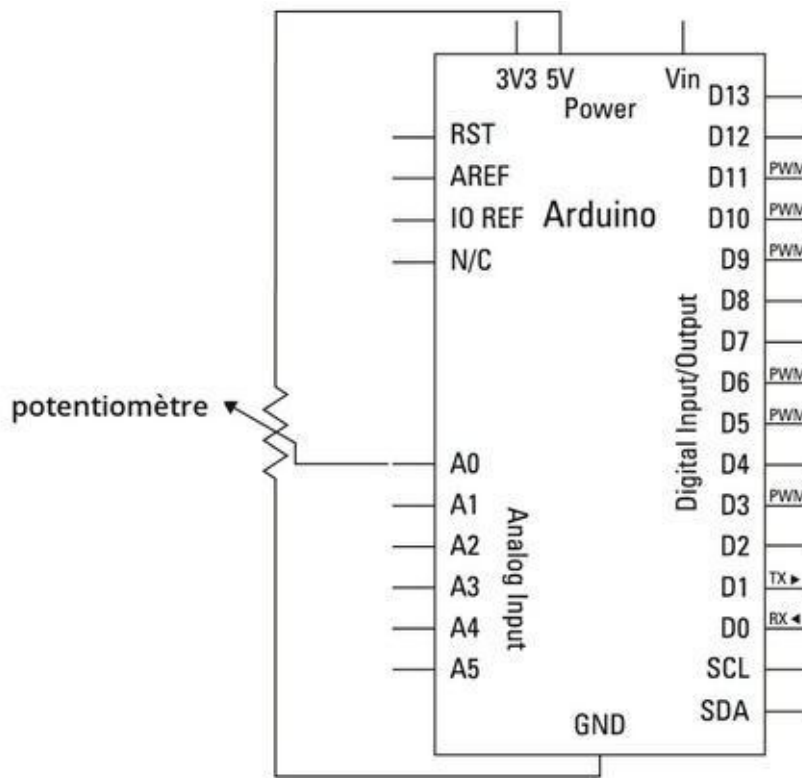 3V3 5V Vin
Power
RST
AREF
IO REF
N/C
Arduino
potentiomètre
A0
A1
A2
A3
A4
A5
Analog Input
D13
D12
D11 PWM
D10 PWM
D9 PWM
D8
D7
D6 PWM
D5 PWM
D4
D3 PWM
D2
D1 TX ▶
D0 RX ◀
SCL
SDA
Digital Input/Output
GND